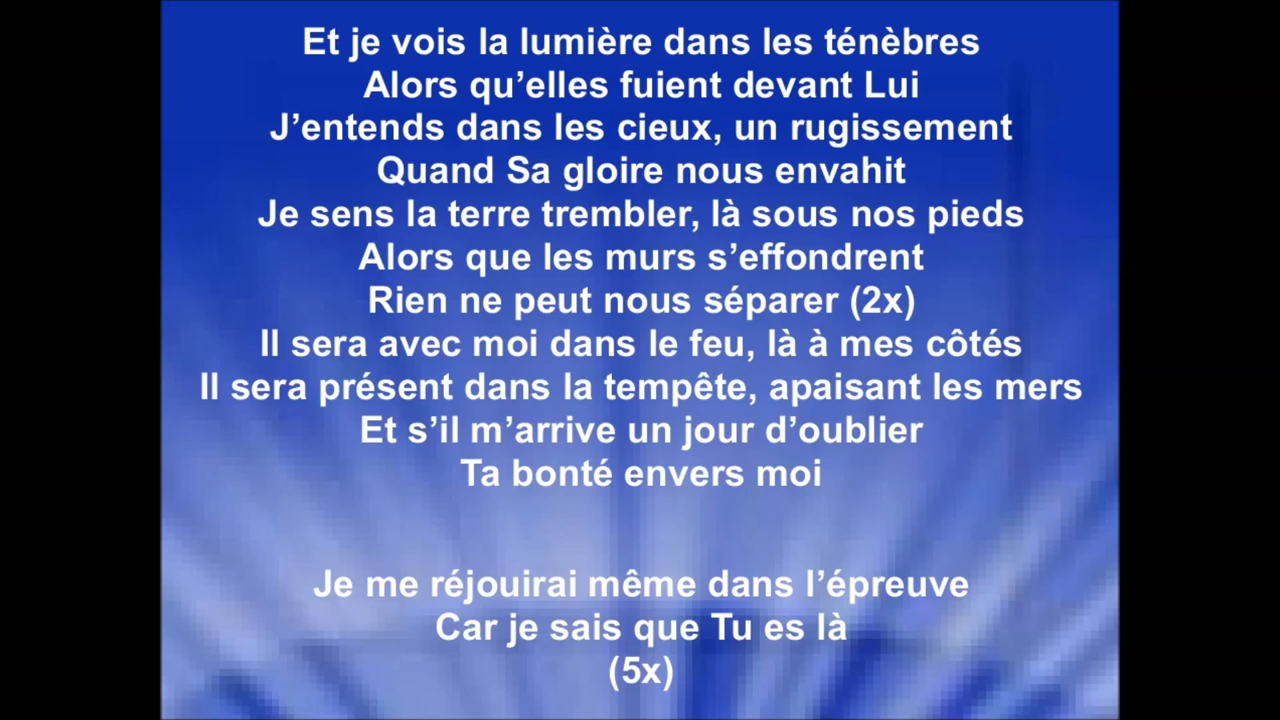 Et je vois la lumière dans les ténèbres
Alors qu’elles fuient devant Lui
J’entends dans les cieux, un rugissement
Quand Sa gloire nous envahit
Je sens la terre trembler, là sous nos pieds
Alors que les murs s’effondrent
Rien ne peut nous séparer (2x)
Il sera avec moi dans le feu, là à mes côtés
Il sera présent dans la tempête, apaisant les mers
Et s’il m’arrive un jour d’oublier
Ta bonté envers moi
Je me réjouirai même dans l’épreuve
Car je sais que Tu es là
(5x)